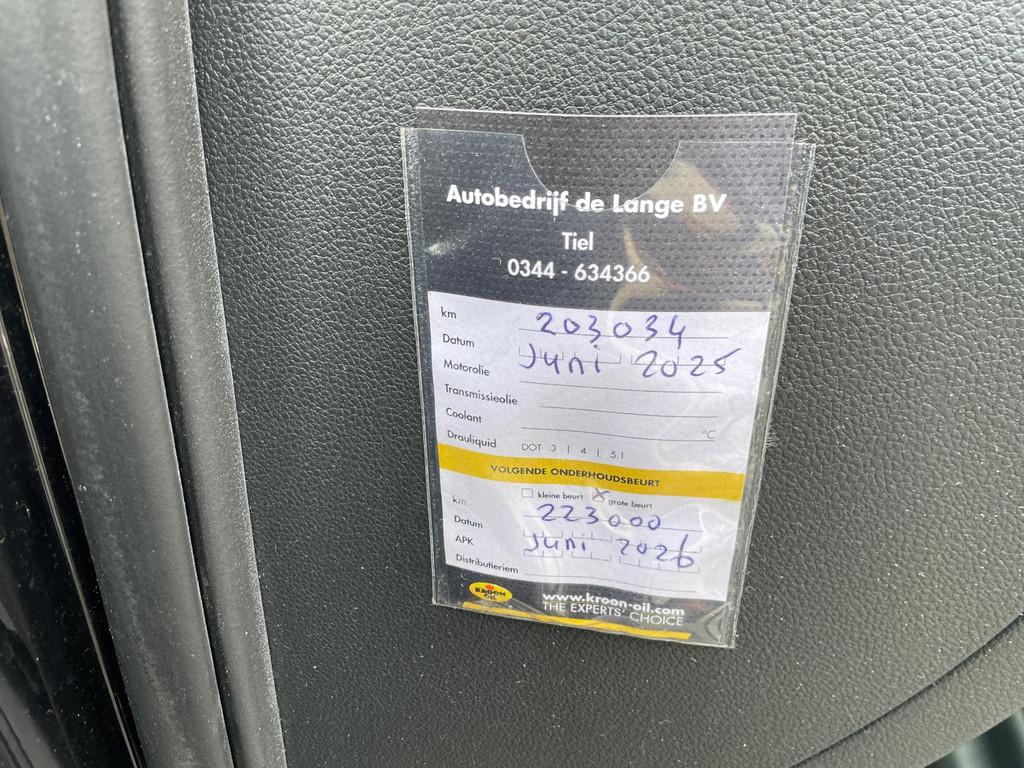 Autobedrijf de Lange BV
Tiel
0344 - 634366
km 203034
Datum Juni 2025
Motorolie
Transmissieolie
Coolant °C
Drauliquid DOT 3 | 4 | 5.1
VOLGENDE ONDERHOUDSBEURT
kleine beurt X grote beurt
km 223000
Datum Juni 2026
APK
Distributieriem
KROON OIL
www.kroon-oil.com
THE EXPERTS' CHOICE